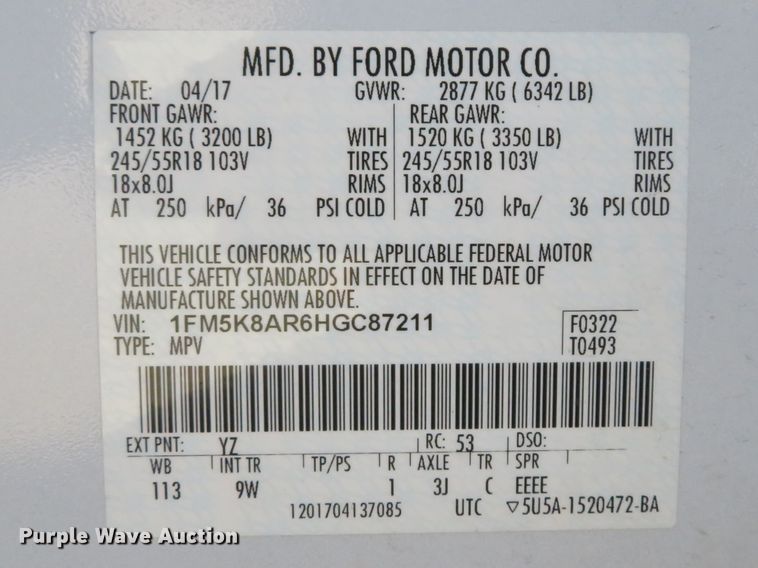 MFD. BY FORD MOTOR CO.
DATE: 04/17 GVWR: 2877 KG ( 6342 LB)
FRONT GAWR: REAR GAWR:
1452 KG ( 3200 LB) WITH 1520 KG ( 3350 LB) WITH
245/55R18 103V TIRES 245/55R18 103V TIRES
18x8.0J RIMS 18x8.0J RIMS
AT 250 kPa/ 36 PSI COLD AT 250 kPa/ 36 PSI COLD
THIS VEHICLE CONFORMS TO ALL APPLICABLE FEDERAL MOTOR
VEHICLE SAFETY STANDARDS IN EFFECT ON THE DATE OF
MANUFACTURE SHOWN ABOVE.
VIN: 1FM5K8AR6HGC87211 F0322
TYPE: MPV T0493
EXT PNT: YZ RC: 53 DSO:
WB INT TR TP/PS R AXLE TR SPR
113 9W 1 3J C EEEE
1201704137085 UTC ▽5U5A-1520472-BA
Purple Wave Auction